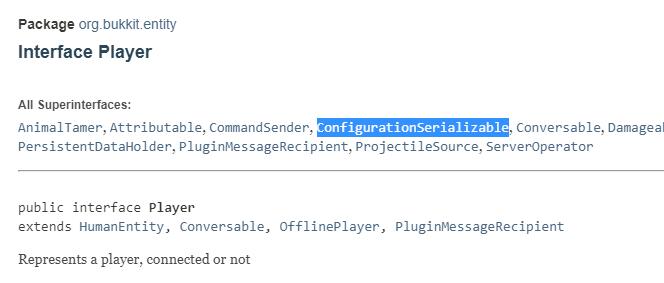 Package org.bukkit.entity
Interface Player
All Superinterfaces:
AnimalTamer, Attributable, CommandSender, ConfigurationSerializable, Conversable,
PersistentDataHolder, PluginMessageRecipient, ProjectileSource, ServerOperator
public interface Player
extends HumanEntity, Conversable, OfflinePlayer, PluginMessageRecipient
Represents a player, connected or not